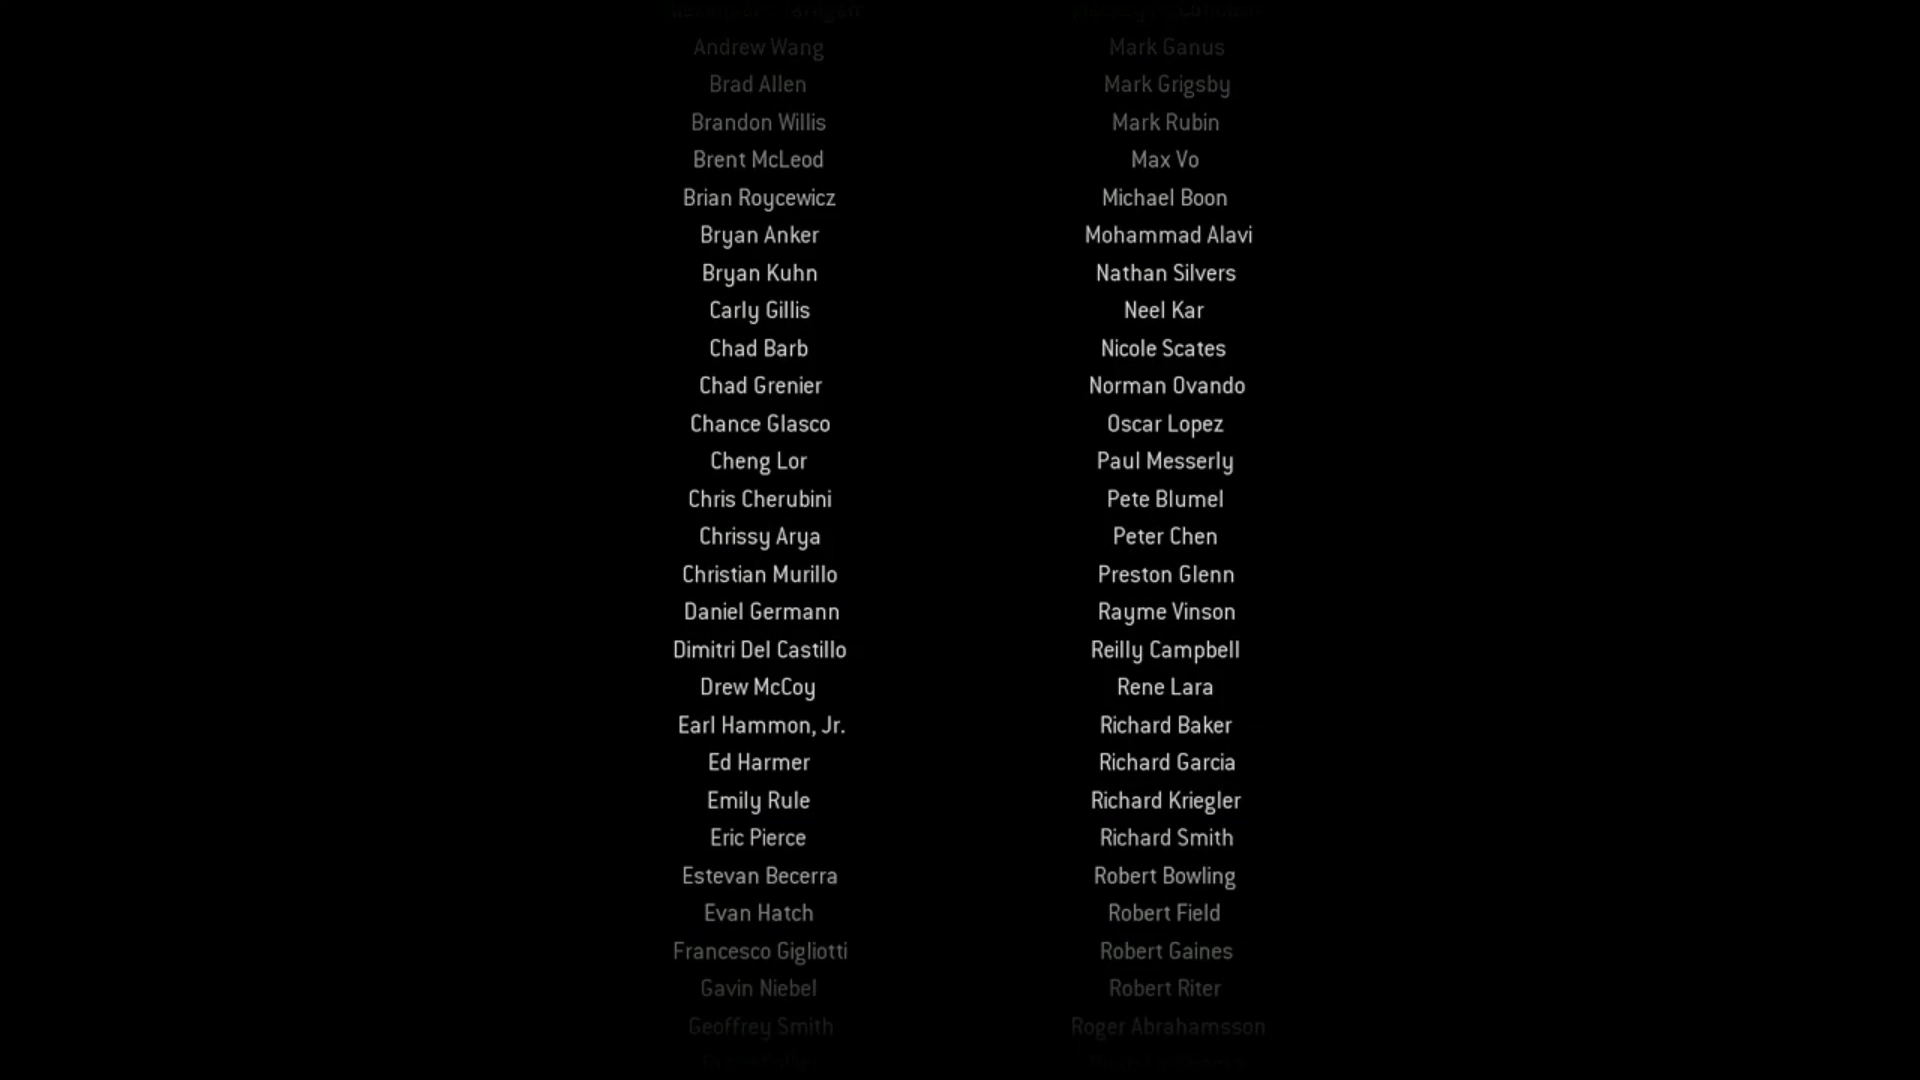 Andrew Wang
Brad Allen
Brandon Willis
Brent McLeod
Brian Roycewicz
Bryan Anker
Bryan Kuhn
Carly Gillis
Chad Barb
Chad Grenier
Chance Glasco
Cheng Lor
Chris Cherubini
Chrissy Arya
Christian Murillo
Daniel Germann
Dimitri Del Castillo
Drew McCoy
Earl Hammon, Jr.
Ed Harmer
Emily Rule
Eric Pierce
Estevan Becerra
Evan Hatch
Francesco Gigliotti
Gavin Niebel
Geoffrey Smith
Mark Ganus
Mark Grigsby
Mark Rubin
Max Vo
Michael Boon
Mohammad Alavi
Nathan Silvers
Neel Kar
Nicole Scates
Norman Ovando
Oscar Lopez
Paul Messerly
Pete Blumel
Peter Chen
Preston Glenn
Rayme Vinson
Reilly Campbell
Rene Lara
Richard Baker
Richard Garcia
Richard Kriegler
Richard Smith
Robert Bowling
Robert Field
Robert Gaines
Robert Riter
Roger Abrahamsson